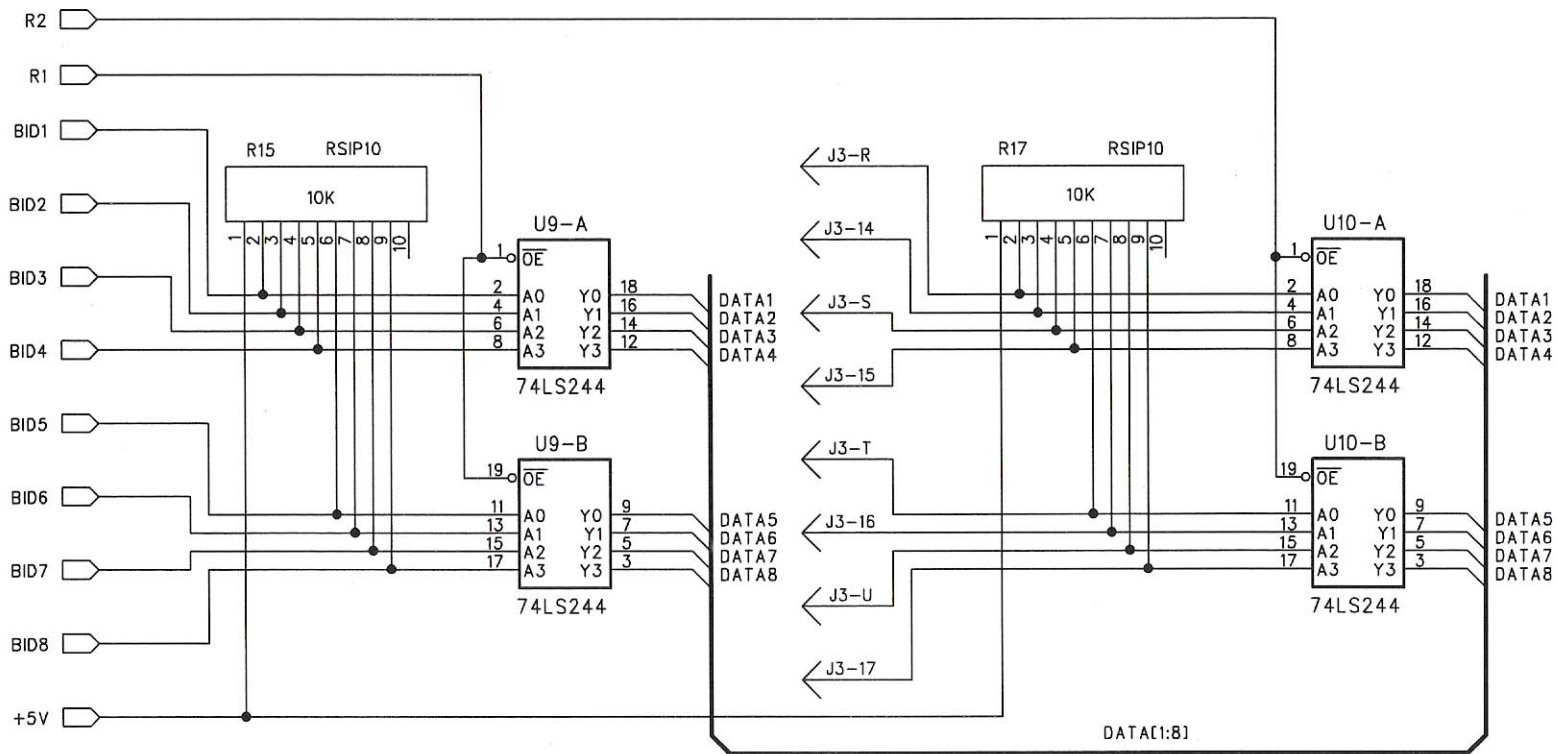 R2
R1
BID1
BID2
BID3
BID4
BID5
BID6
BID7
BID8
+5V
R15 RSIP10
10K
1 2 3 4 5 6 7 8 9 10
U9-A
1 OE
2 A0 Y0 18 DATA1
4 A1 Y1 16 DATA2
6 A2 Y2 14 DATA3
8 A3 Y3 12 DATA4
74LS244
U9-B
19 OE
11 A0 Y0 9 DATA5
13 A1 Y1 7 DATA6
15 A2 Y2 5 DATA7
17 A3 Y3 3 DATA8
74LS244
J3-R
J3-14
J3-S
J3-15
J3-T
J3-16
J3-U
J3-17
R17 RSIP10
10K
1 2 3 4 5 6 7 8 9 10
U10-A
1 OE
2 A0 Y0 18 DATA1
4 A1 Y1 16 DATA2
6 A2 Y2 14 DATA3
8 A3 Y3 12 DATA4
74LS244
U10-B
19 OE
11 A0 Y0 9 DATA5
13 A1 Y1 7 DATA6
15 A2 Y2 5 DATA7
17 A3 Y3 3 DATA8
74LS244
DATA[1:8]